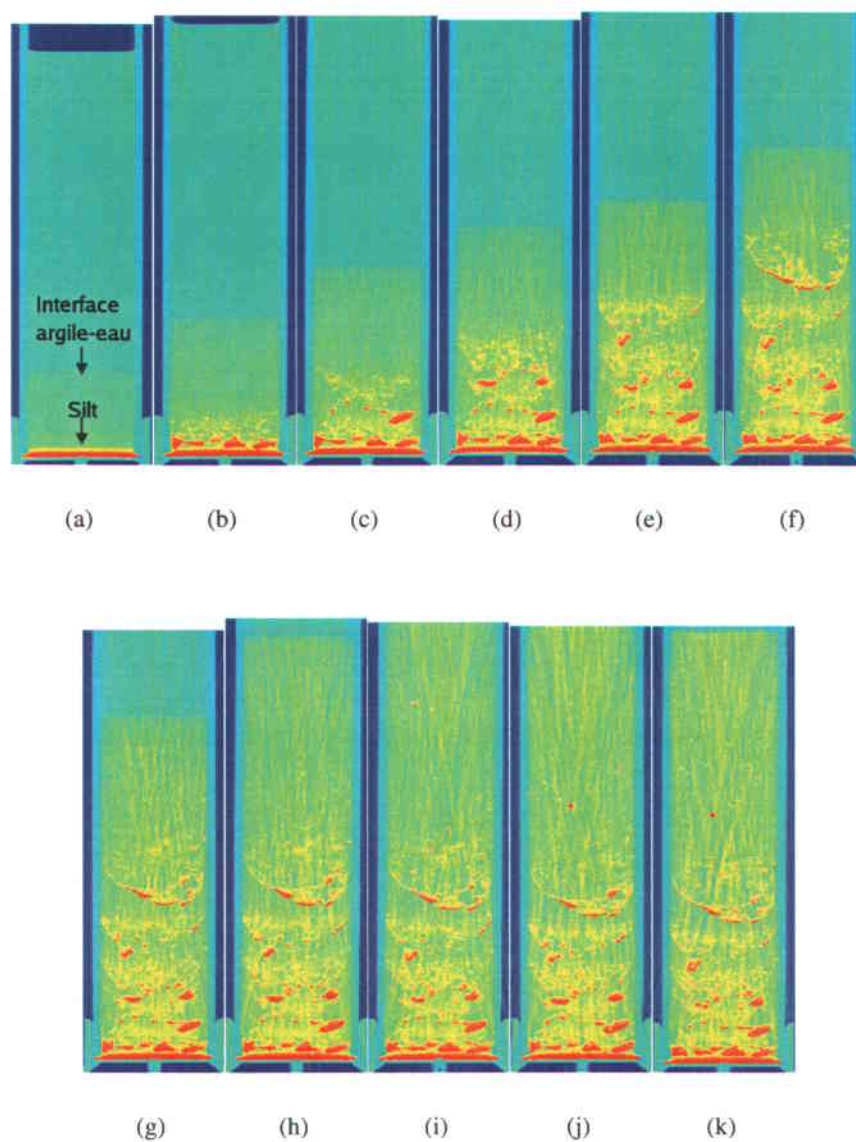 Interface
argile-eau
Silt
(a)
(b)
(c)
(d)
(e)
(f)
(g)
(h)
(i)
(j)
(k)